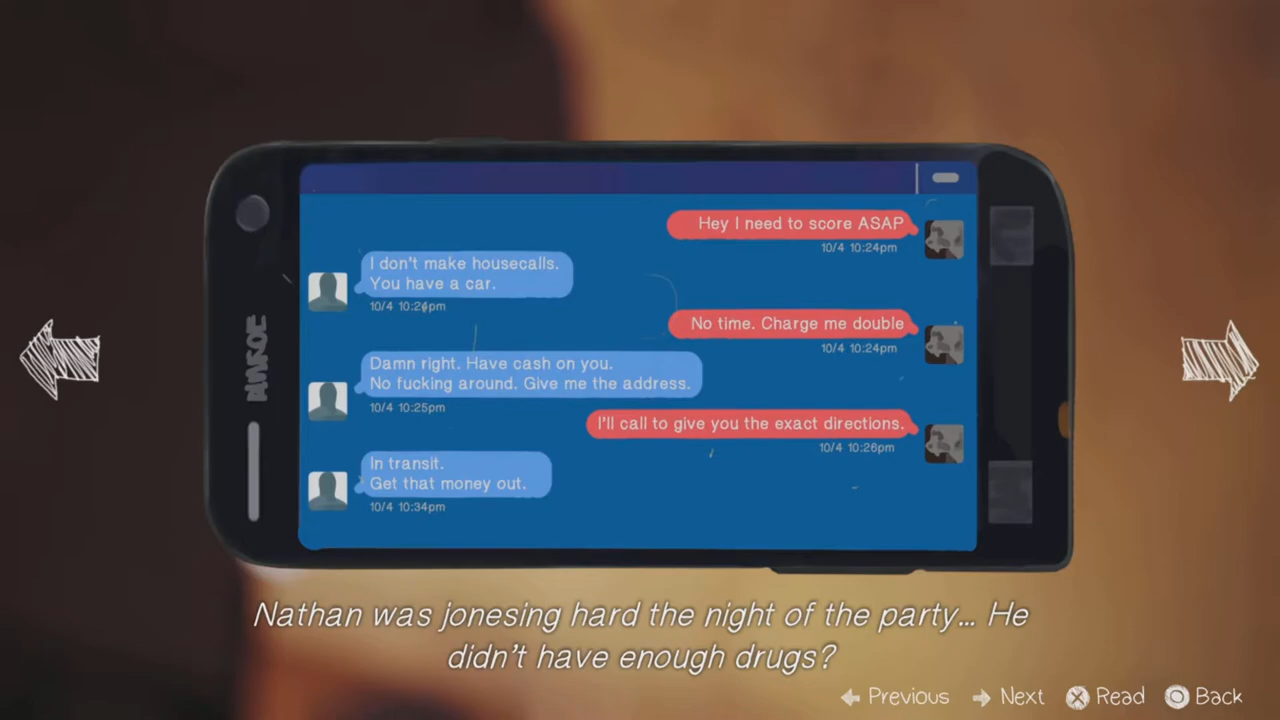 Hey I need to score ASAP
10/4 10:24pm
I don't make housecalls.
You have a car.
10/4 10:24pm
No time. Charge me double
10/4 10:24pm
Damn right. Have cash on you.
No fucking around. Give me the address.
10/4 10:25pm
I'll call to give you the exact directions.
10/4 10:26pm
In transit.
Get that money out.
10/4 10:34pm
Nathan was jonesing hard the night of the party... He
didn't have enough drugs?
Previous Next Read Back